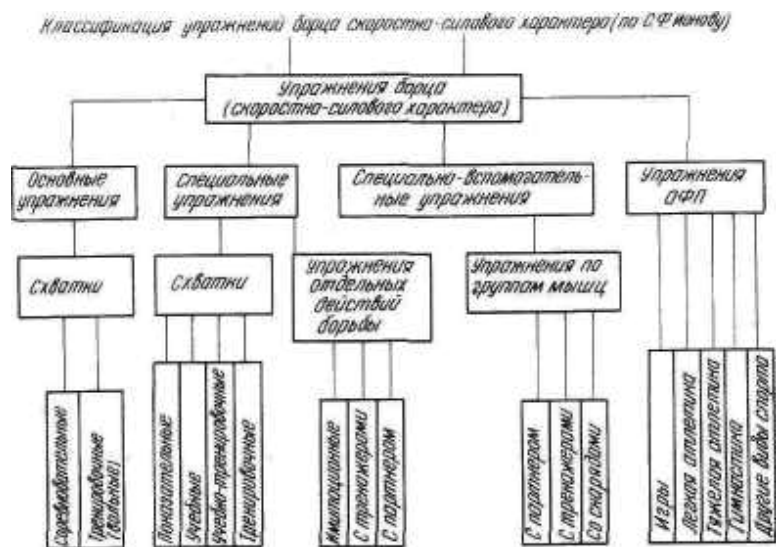 Классификация упражнений борца скоростно-силового характера (по С.Ф Ионову)
Упражнения борца
(скоростно-силового характера)
Основные
упражнения
Специальные
упражнения
Специально-вспомогатель-
ные упражнения
Упражнения
ОФП
Схватки
Схватки
Упражнения
отдельных
действий
борьбы
Упражнения по
группам мышц
Соревновательные
Тренировочные
(вольные)
Показательные
Учебные
Учебно-тренировочные
Тренировочные
Имитационные
С тренажерами
С партнером
С партнером
С тренажерами
Со снарядами
Игры
Легкая атлетика
Тяжелая атлетика
Гимнастика
Другие виды спорта